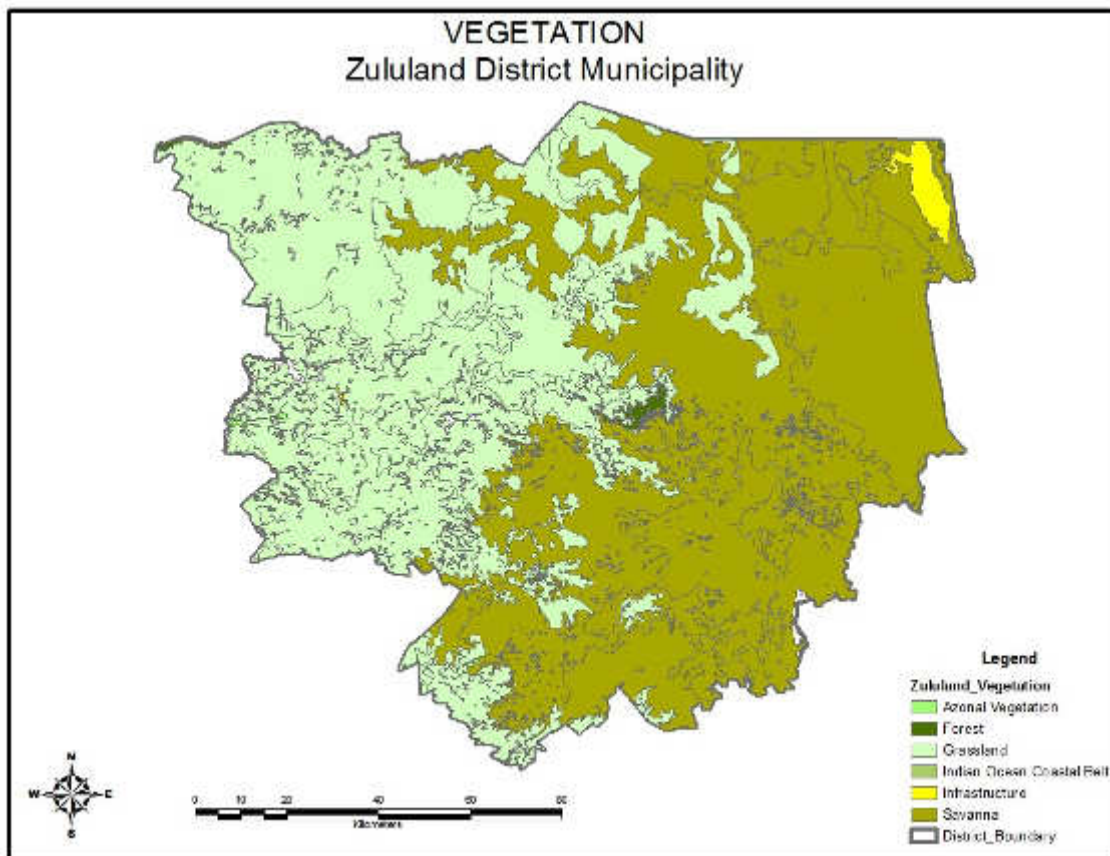 VEGETATION
Zululand District Municipality
Legend
Zululand_Vegetation
Azonal Vegetation
Forest
Grassland
Indian Ocean Coastal Belt
Infrastructure
Savanna
District_Boundary
N
W E
S
0 10 20 40 60 80
Kilometers